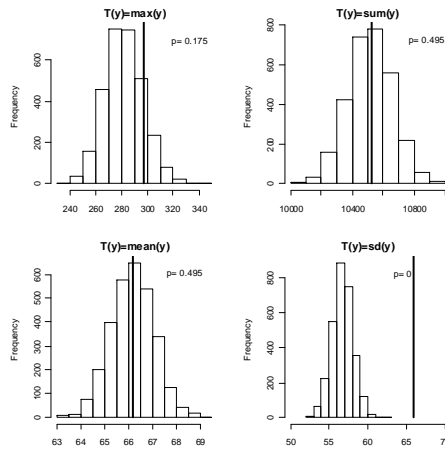 T(y)=max(y)
p= 0.175
Frequency
0 200 400 600
240 260 280 300 320 340
T(y)=sum(y)
p= 0.495
Frequency
0 200 400 600 800
10000 10400 10800
T(y)=mean(y)
p= 0.495
Frequency
0 100 200 300 400 500 600
63 64 65 66 67 68 69
T(y)=sd(y)
p= 0
Frequency
0 200 400 600 800
50 55 60 65